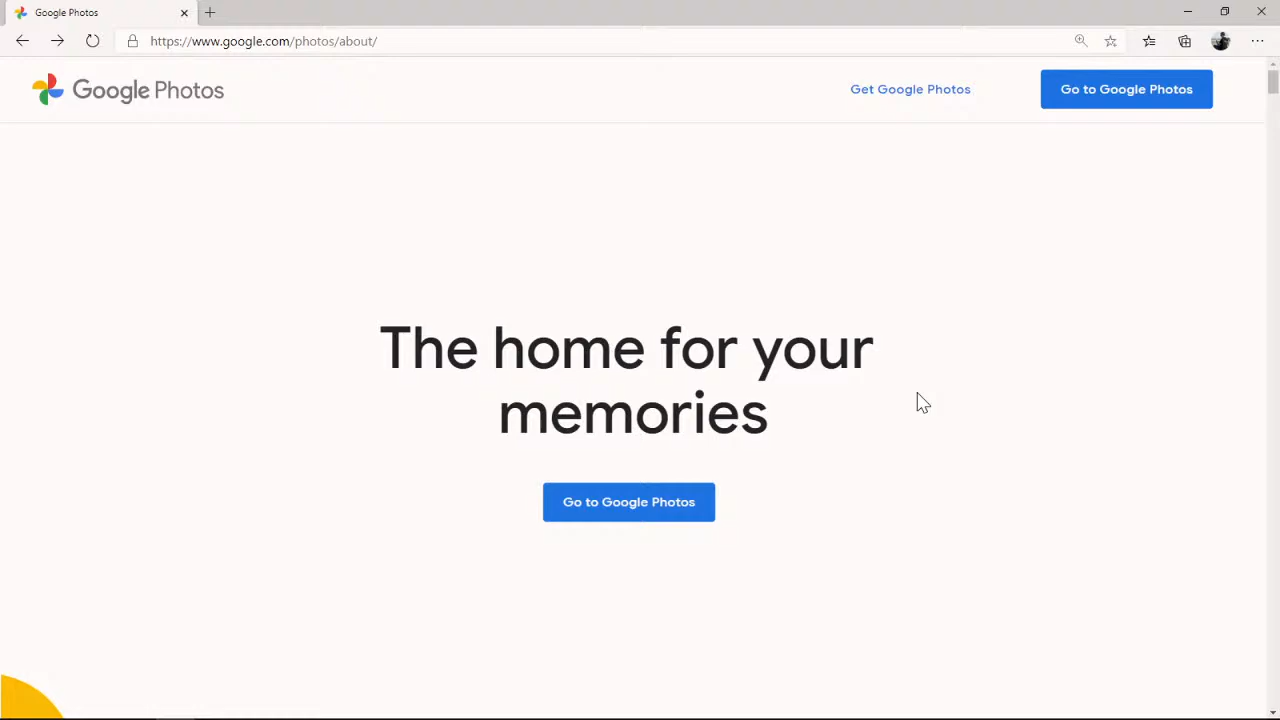 Google Photos
https://www.google.com/photos/about/
Google Photos
Get Google Photos
Go to Google Photos
The home for your
memories
Go to Google Photos